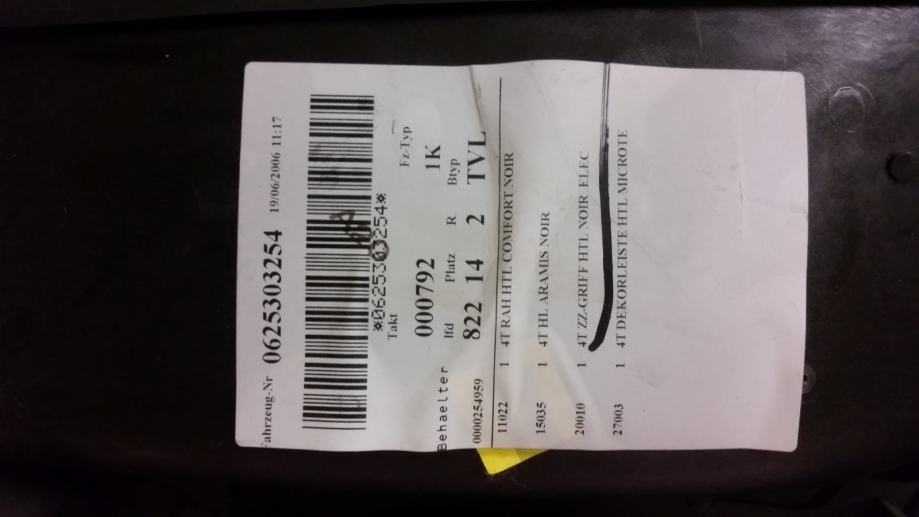 Fahrzeug-Nr 0625303254 19/06/2006 11:17
*0625303254*
Takt Fz-Typ
000792 1K
lfd Platz R Btyp
822 14 2 TVL
Behaelter
0000254959
11022 1 4T RAH HTL COMFORT NOIR
15035 1 4T HL ARAMIS NOIR
20010 1 4T ZZ-GRIFF HTL NOIR ELEC
27003 1 4T DEKORLEISTE HTL MICROTE